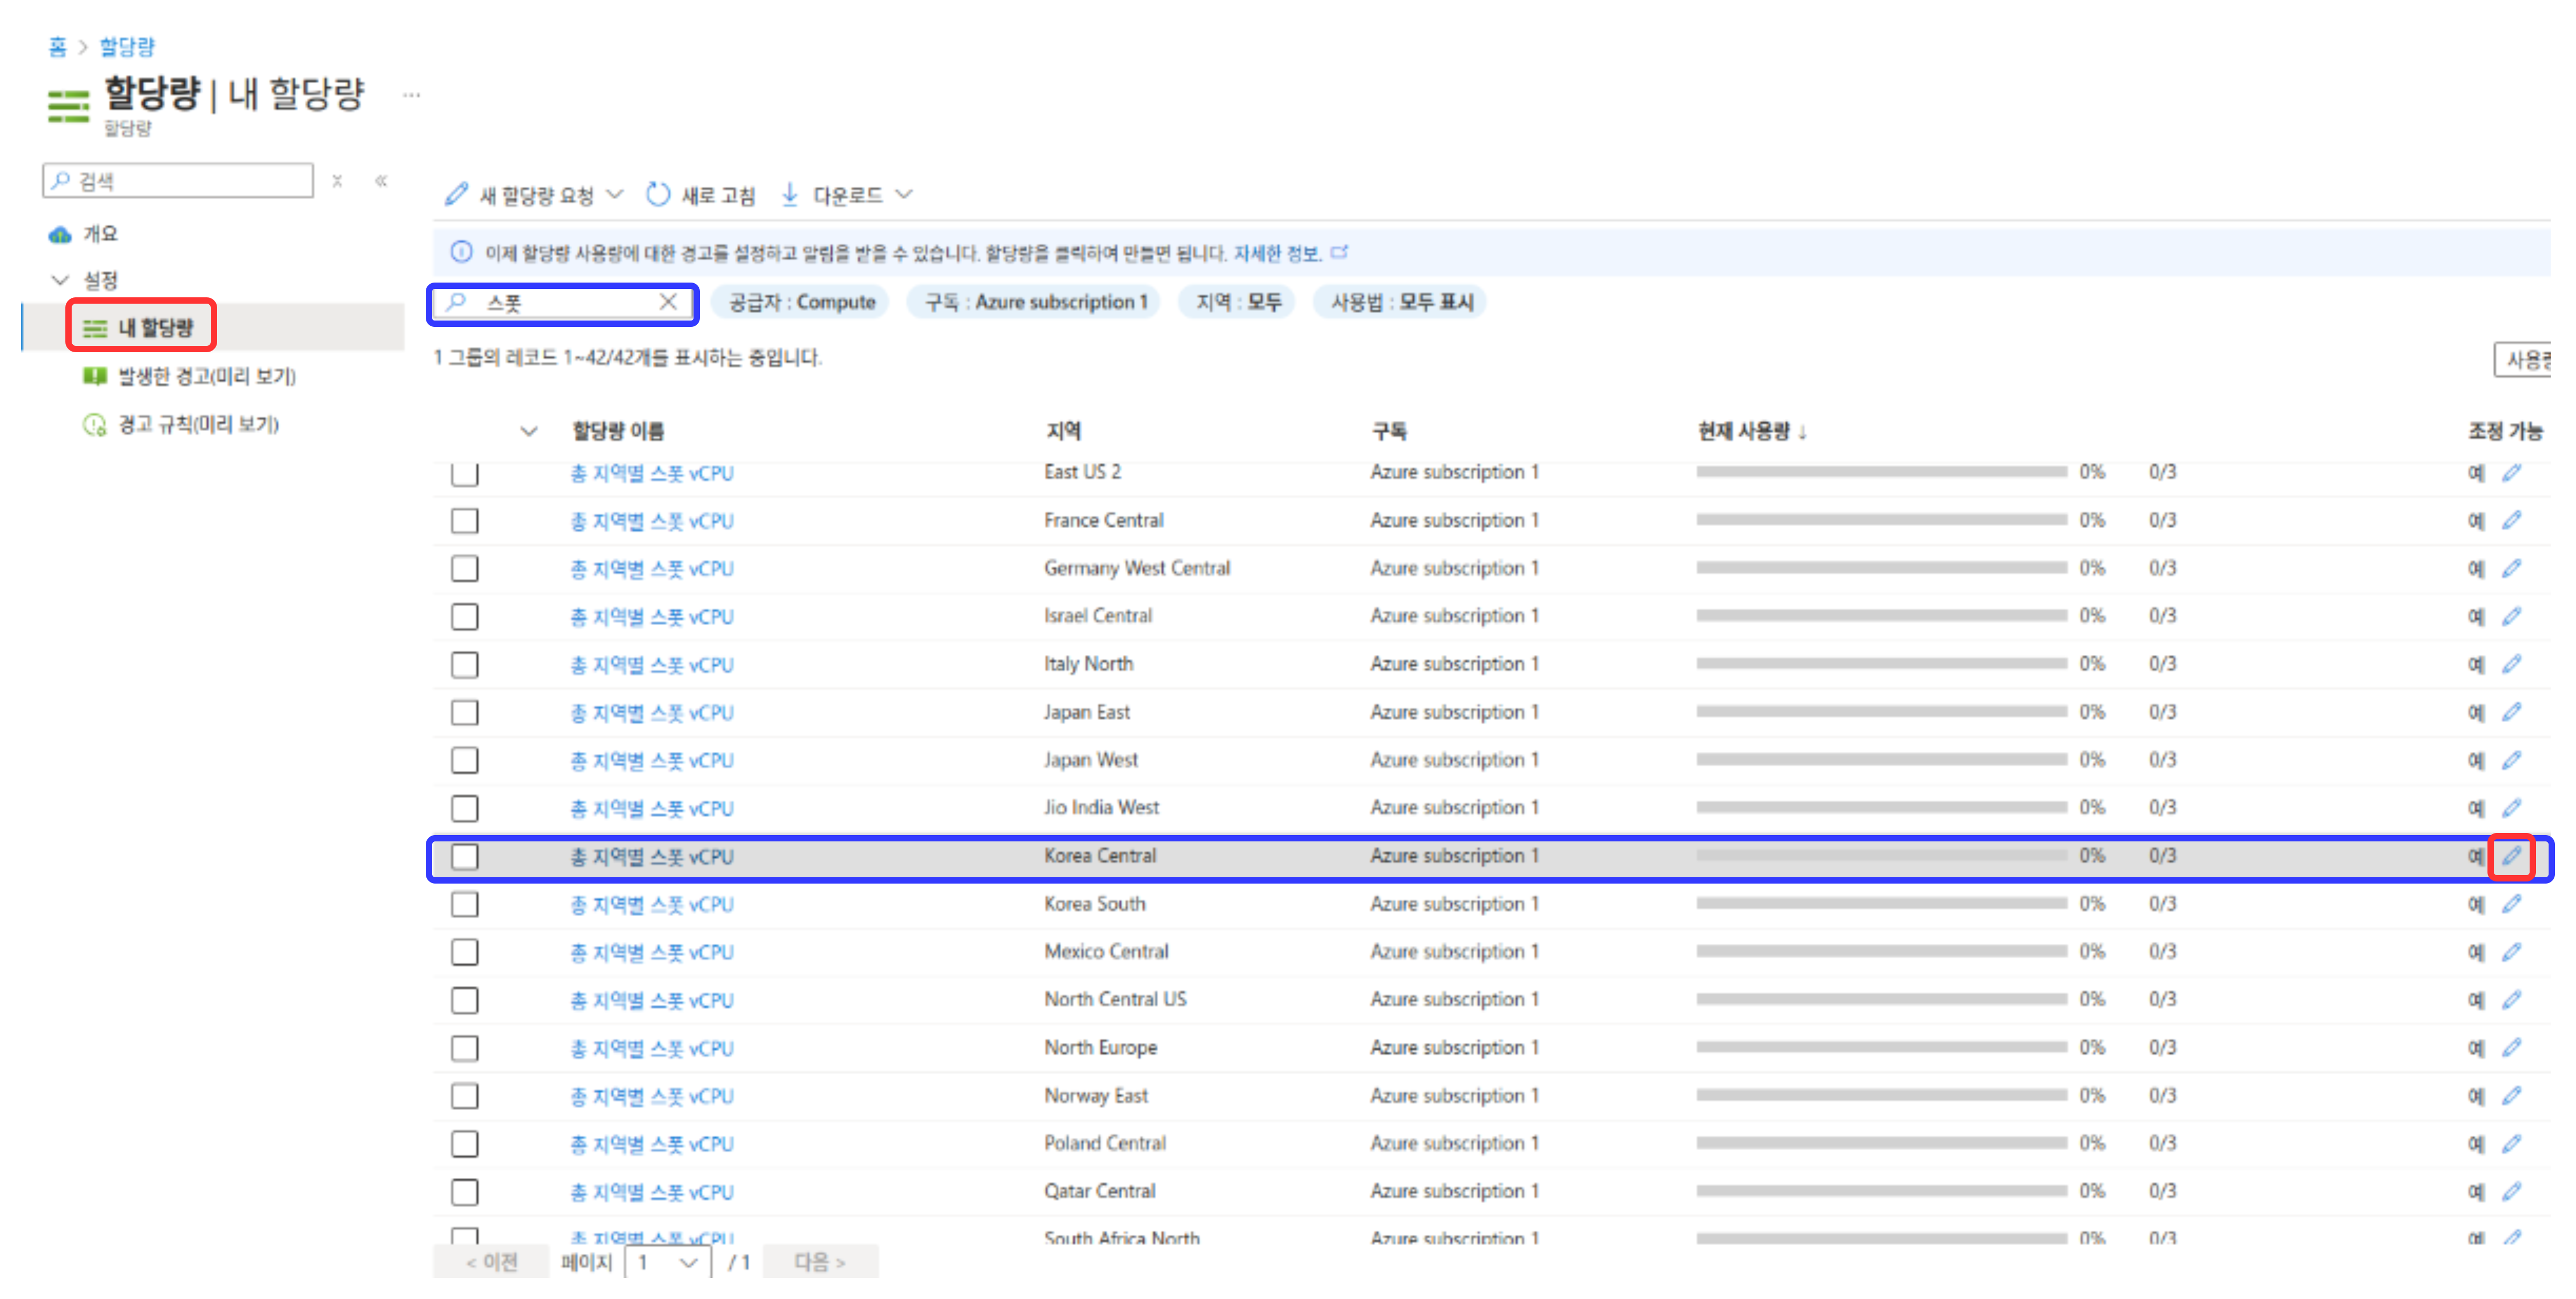 홈 > 할당량
할당량 | 내 할당량 ...
할당량
검색
개요
설정
내 할당량
발생한 경고(미리 보기)
경고 규칙(미리 보기)
새 할당량 요청 새로 고침 다운로드
이제 할당량 사용량에 대한 경고를 설정하고 알림을 받을 수 있습니다. 할당량을 클릭하여 만들면 됩니다. 자세한 정보.
스폿 공급자 : Compute 구독 : Azure subscription 1 지역 : 모두 사용법 : 모두 표시
1 그룹의 레코드 1~42/42개를 표시하는 중입니다.
사용량
할당량 이름 지역 구독 현재 사용량 ↓ 조정 가능
총 지역별 스폿 vCPU East US 2 Azure subscription 1 0% 0/3 예
총 지역별 스폿 vCPU France Central Azure subscription 1 0% 0/3 예
총 지역별 스폿 vCPU Germany West Central Azure subscription 1 0% 0/3 예
총 지역별 스폿 vCPU Israel Central Azure subscription 1 0% 0/3 예
총 지역별 스폿 vCPU Italy North Azure subscription 1 0% 0/3 예
총 지역별 스폿 vCPU Japan East Azure subscription 1 0% 0/3 예
총 지역별 스폿 vCPU Japan West Azure subscription 1 0% 0/3 예
총 지역별 스폿 vCPU Jio India West Azure subscription 1 0% 0/3 예
총 지역별 스폿 vCPU Korea Central Azure subscription 1 0% 0/3 예
총 지역별 스폿 vCPU Korea South Azure subscription 1 0% 0/3 예
총 지역별 스폿 vCPU Mexico Central Azure subscription 1 0% 0/3 예
총 지역별 스폿 vCPU North Central US Azure subscription 1 0% 0/3 예
총 지역별 스폿 vCPU North Europe Azure subscription 1 0% 0/3 예
총 지역별 스폿 vCPU Norway East Azure subscription 1 0% 0/3 예
총 지역별 스폿 vCPU Poland Central Azure subscription 1 0% 0/3 예
총 지역별 스폿 vCPU Qatar Central Azure subscription 1 0% 0/3 예
총 지역별 스폿 vCPU South Africa North Azure subscription 1 0% 0/3 예
< 이전 페이지 1 / 1 다음 >